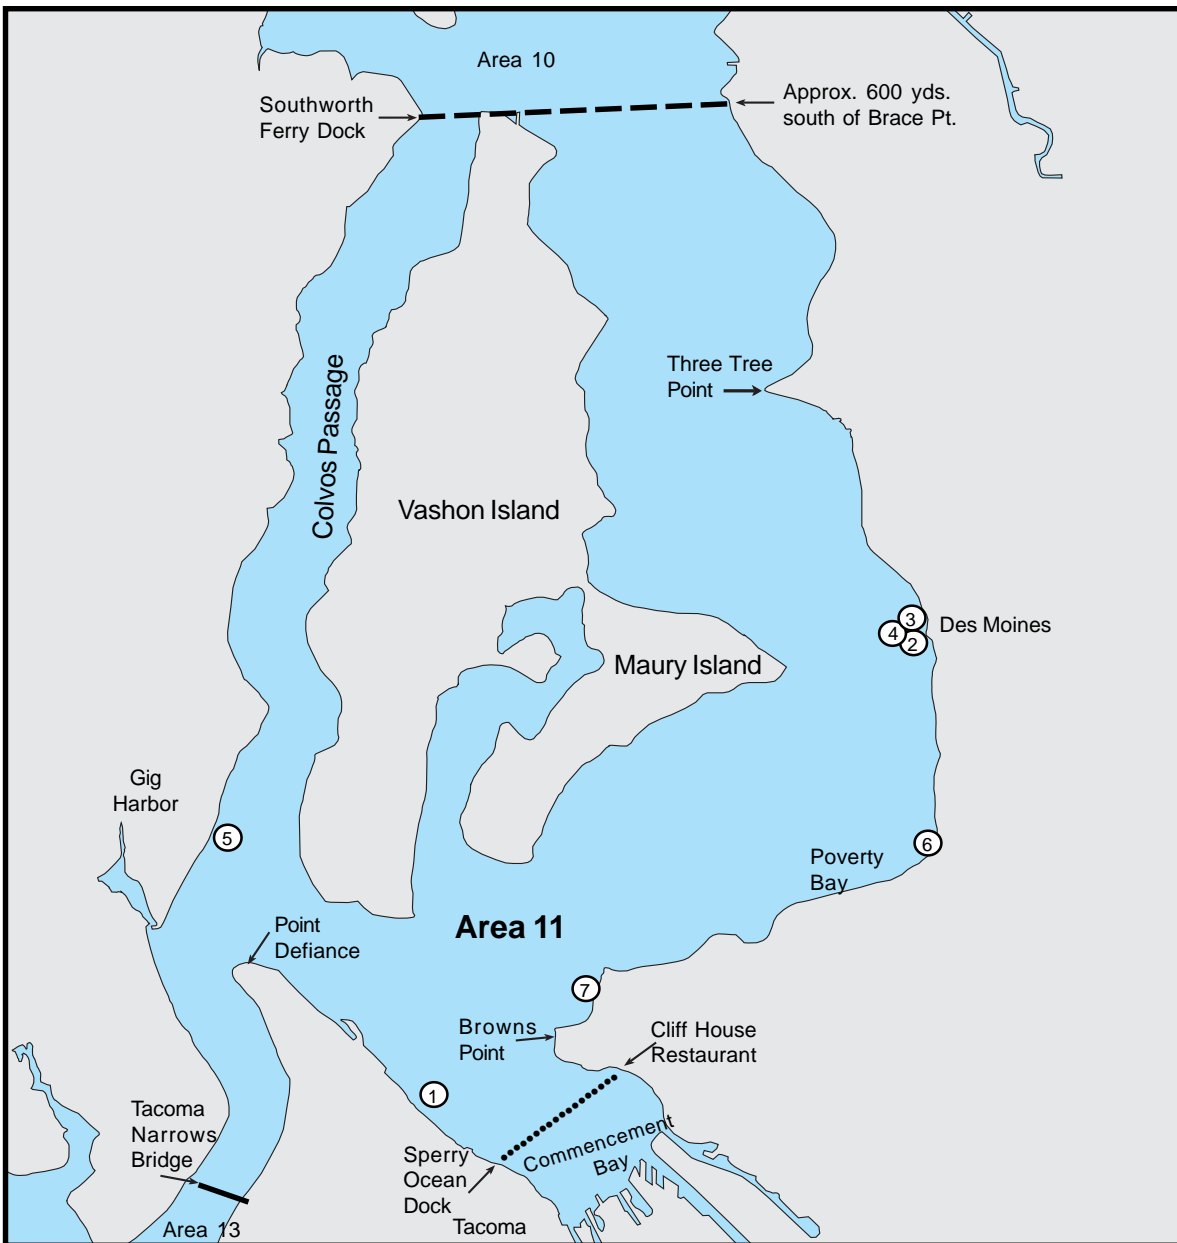 Area 10
Southworth
Ferry Dock
Approx. 600 yds.
south of Brace Pt.
Three Tree
Point
Colvos Passage
Vashon Island
3
4
2
Des Moines
Maury Island
Gig
Harbor
5
6
Poverty
Bay
Area 11
Point
Defiance
7
Browns
Point
Cliff House
Restaurant
1
Tacoma
Narrows
Bridge
Sperry
Ocean
Dock
Commencement
Bay
Tacoma
Area 13